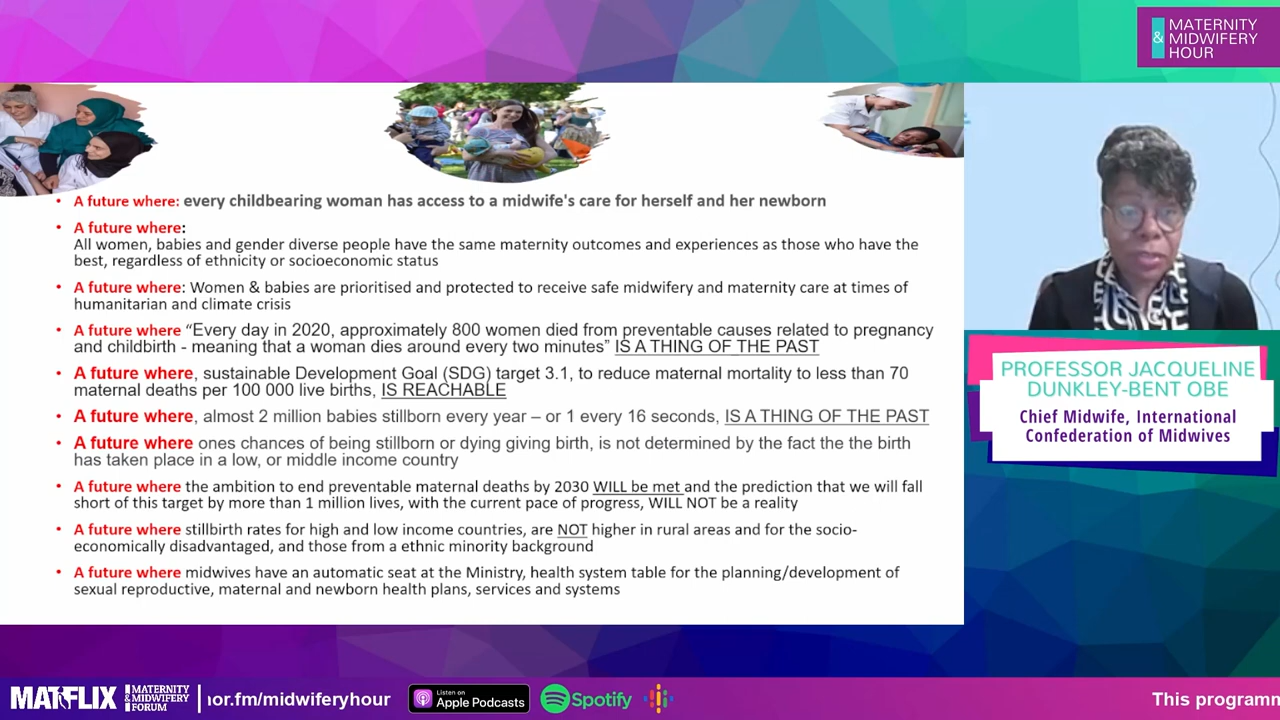 MATERNITY
&
MIDWIFERY
HOUR
• A future where: every childbearing woman has access to a midwife's care for herself and her newborn
• A future where:
All women, babies and gender diverse people have the same maternity outcomes and experiences as those who have the
best, regardless of ethnicity or socioeconomic status
• A future where: Women & babies are prioritised and protected to receive safe midwifery and maternity care at times of
humanitarian and climate crisis
• A future where “Every day in 2020, approximately 800 women died from preventable causes related to pregnancy
and childbirth - meaning that a woman dies around every two minutes” IS A THING OF THE PAST
• A future where, sustainable Development Goal (SDG) target 3.1, to reduce maternal mortality to less than 70
maternal deaths per 100 000 live births, IS REACHABLE
• A future where, almost 2 million babies stillborn every year – or 1 every 16 seconds, IS A THING OF THE PAST
• A future where ones chances of being stillborn or dying giving birth, is not determined by the fact the the birth
has taken place in a low, or middle income country
• A future where the ambition to end preventable maternal deaths by 2030 WILL be met and the prediction that we will fall
short of this target by more than 1 million lives, with the current pace of progress, WILL NOT be a reality
• A future where stillbirth rates for high and low income countries, are NOT higher in rural areas and for the socio-
economically disadvantaged, and those from a ethnic minority background
• A future where midwives have an automatic seat at the Ministry, health system table for the planning/development of
sexual reproductive, maternal and newborn health plans, services and systems
PROFESSOR JACQUELINE
DUNKLEY-BENT OBE
Chief Midwife, International
Confederation of Midwives
MATFLIX
MATERNITY
& MIDWIFERY
FORUM
or.fm/midwiferyhour
Listen on
Apple Podcasts
Spotify
This program